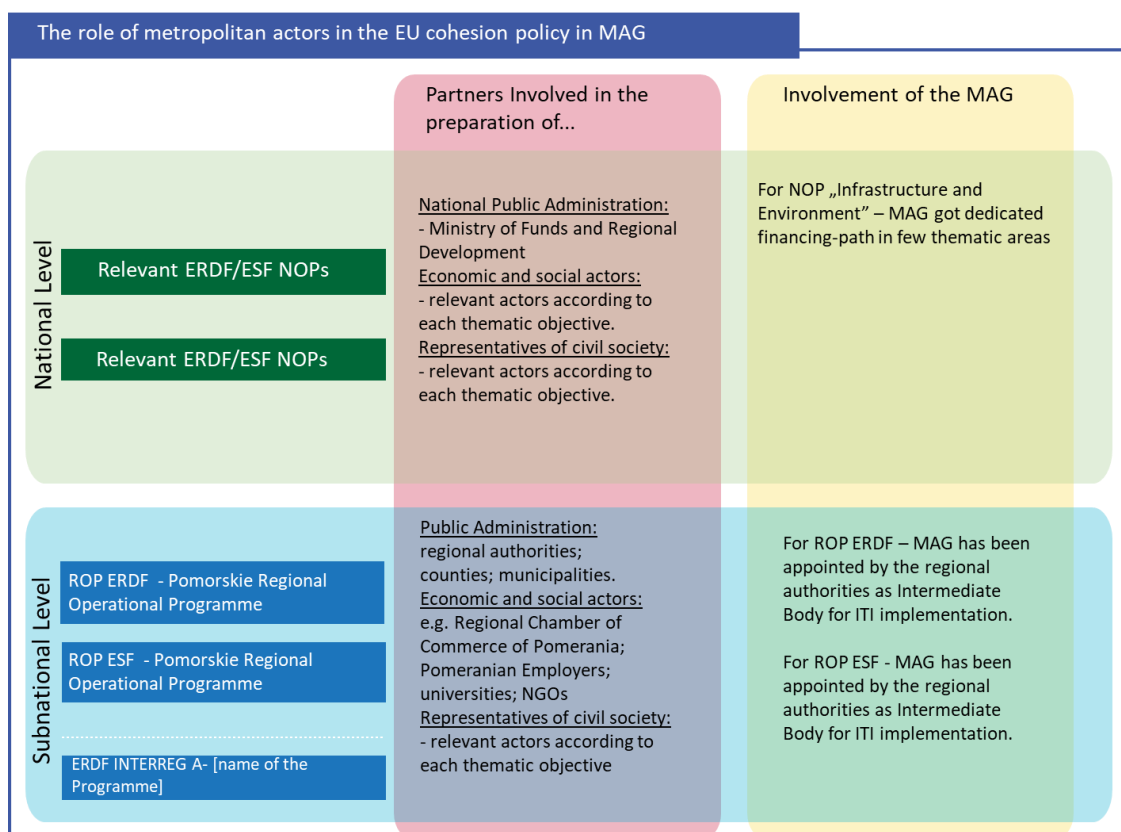 The role of metropolitan actors in the EU cohesion policy in MAG
Partners Involved in the
preparation of...
Involvement of the MAG
National Level
Relevant ERDF/ESF NOPs
Relevant ERDF/ESF NOPs
National Public Administration:
- Ministry of Funds and Regional
Development
Economic and social actors:
- relevant actors according to
each thematic objective.
Representatives of civil society:
- relevant actors according to
each thematic objective.
For NOP „Infrastructure and
Environment” – MAG got dedicated
financing-path in few thematic areas
Subnational Level
ROP ERDF - Pomorskie Regional
Operational Programme
ROP ESF - Pomorskie Regional
Operational Programme
ERDF INTERREG A- [name of the
Programme]
Public Administration:
regional authorities;
counties; municipalities.
Economic and social actors:
e.g. Regional Chamber of
Commerce of Pomerania;
Pomeranian Employers;
universities; NGOs
Representatives of civil society:
- relevant actors according to
each thematic objective
For ROP ERDF – MAG has been
appointed by the regional
authorities as Intermediate
Body for ITI implementation.
For ROP ESF - MAG has been
appointed by the regional
authorities as Intermediate
Body for ITI implementation.